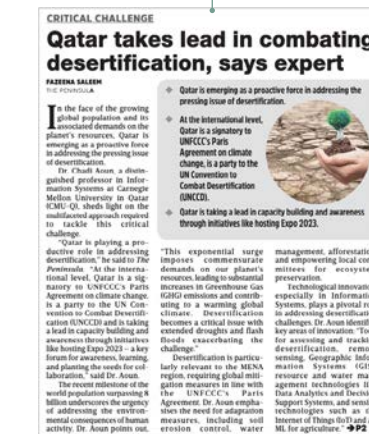 CRITICAL CHALLENGE
Qatar takes lead in combating
desertification, says expert
FAZEENA SALEEM
THE PENINSULA
In the face of the growing
global population and its
associated demands on the
planet's resources, Qatar is
emerging as a proactive force
in addressing the pressing issue
of desertification.
Dr. Chadi Aoun, a distin-
guished professor in Infor-
mation Systems at Carnegie
Mellon University in Qatar
(CMU-Q), sheds light on the
multifaceted approach required
to tackle this critical
challenge.
"Qatar is playing a pro-
ductive role in addressing
desertification," he said to The
Peninsula. "At the interna-
tional level, Qatar is a sig-
natory to UNFCCC's Paris
Agreement on climate change,
is a party to the UN Con-
vention to Combat Desertifi-
cation (UNCCD) and is taking
a lead in capacity building and
awareness through initiatives
like hosting Expo 2023 – a key
forum for awareness, learning,
and planting the seeds for col-
laboration," said Dr. Aoun.
The recent milestone of the
world population surpassing 8
billion underscores the urgency
of addressing the environ-
mental consequences of human
activity. Dr. Aoun points out,
Qatar is emerging as a proactive force in addressing the
pressing issue of desertification.
At the international level,
Qatar is a signatory to
UNFCCC's Paris
Agreement on climate
change, is a party to the
UN Convention to
Combat Desertification
(UNCCD).
Qatar is taking a lead in capacity building and awareness
through initiatives like hosting Expo 2023.
"This exponential surge
imposes commensurate
demands on our planet's
resources, leading to substantial
increases in Greenhouse Gas
(GHG) emissions and contrib-
uting to a warming global
climate. Desertification
becomes a critical issue with
extended droughts and flash
floods exacerbating the
challenge."
Desertification is particu-
larly relevant to the MENA
region, requiring global miti-
gation measures in line with
the UNFCCC's Paris
Agreement. Dr. Aoun empha-
sises the need for adaptation
measures, including soil
erosion control, water
management, afforestatio
and empowering local co
mittees for ecosyste
preservation.
Technological innovati
especially in Informati
Systems, plays a pivotal r
in addressing desertificati
challenges. Dr. Aoun identif
key areas of innovation: "To
for assessing and tracki
desertification, remo
sensing, Geographic Info
mation Systems (GI
resource and water ma
agement technologies li
Data Analytics and Decisi
Support Systems, and sensi
technologies such as t
Internet of Things (IoT) and
ML for agriculture." →P2